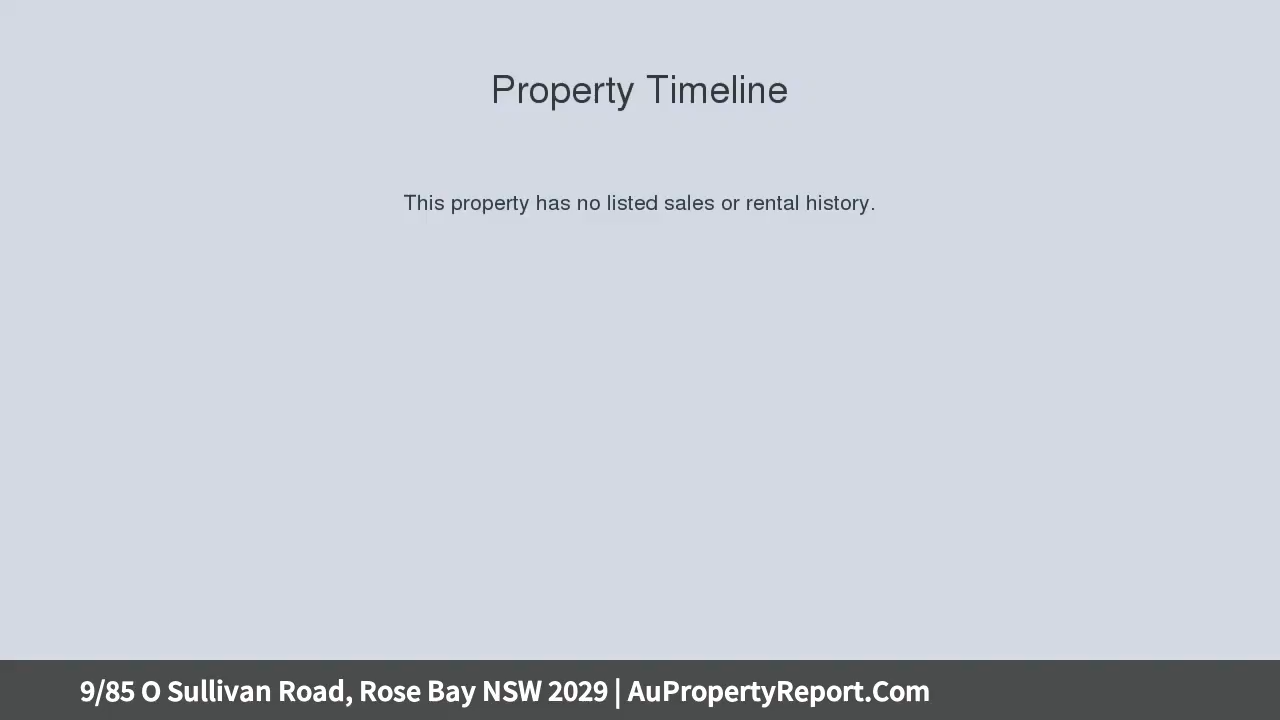 Property Timeline
This property has no listed sales or rental history.
9/85 O Sullivan Road, Rose Bay NSW 2029 | AuPropertyReport.Com